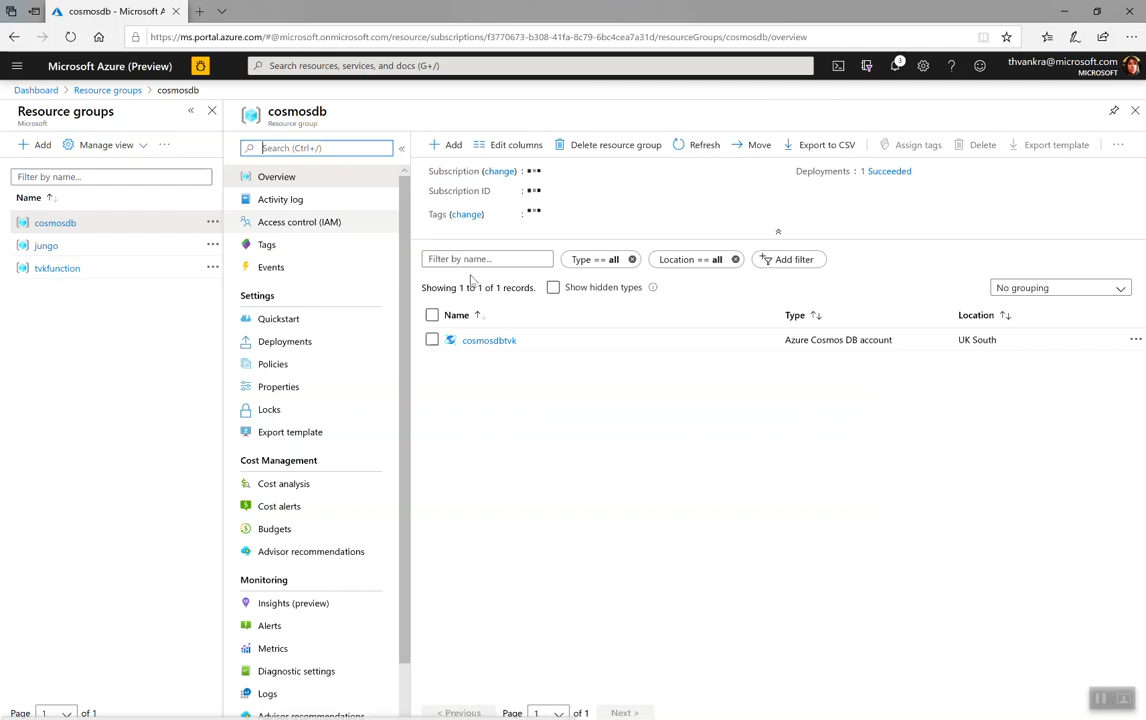 cosmosdb - Microsoft A
https://ms.portal.azure.com/#@microsoft.onmicrosoft.com/resource/subscriptions/f3770673-b308-41fa-8c79-6bc4cea7a31d/resourceGroups/cosmosdb/overview
Microsoft Azure (Preview)
Search resources, services, and docs (G+/)
3
thvankra@microsoft.com
MICROSOFT
Dashboard > Resource groups > cosmosdb
Resource groups
Microsoft
Add
Manage view
Filter by name...
Name
cosmosdb
jungo
tvkfunction
Page 1 of 1
cosmosdb
Resource group
Search (Ctrl+/)
Overview
Activity log
Access control (IAM)
Tags
Events
Settings
Quickstart
Deployments
Policies
Properties
Locks
Export template
Cost Management
Cost analysis
Cost alerts
Budgets
Advisor recommendations
Monitoring
Insights (preview)
Alerts
Metrics
Diagnostic settings
Logs
Advisor recommendations
Add
Edit columns
Delete resource group
Refresh
Move
Export to CSV
Assign tags
Delete
Export template
Subscription (change) :
Deployments : 1 Succeeded
Subscription ID :
Tags (change) :
Filter by name...
Type == all
Location == all
Add filter
Showing 1 to 1 of 1 records.
Show hidden types
No grouping
Name
Type
Location
cosmosdbtvk
Azure Cosmos DB account
UK South
< Previous
Page 1 of 1
Next >